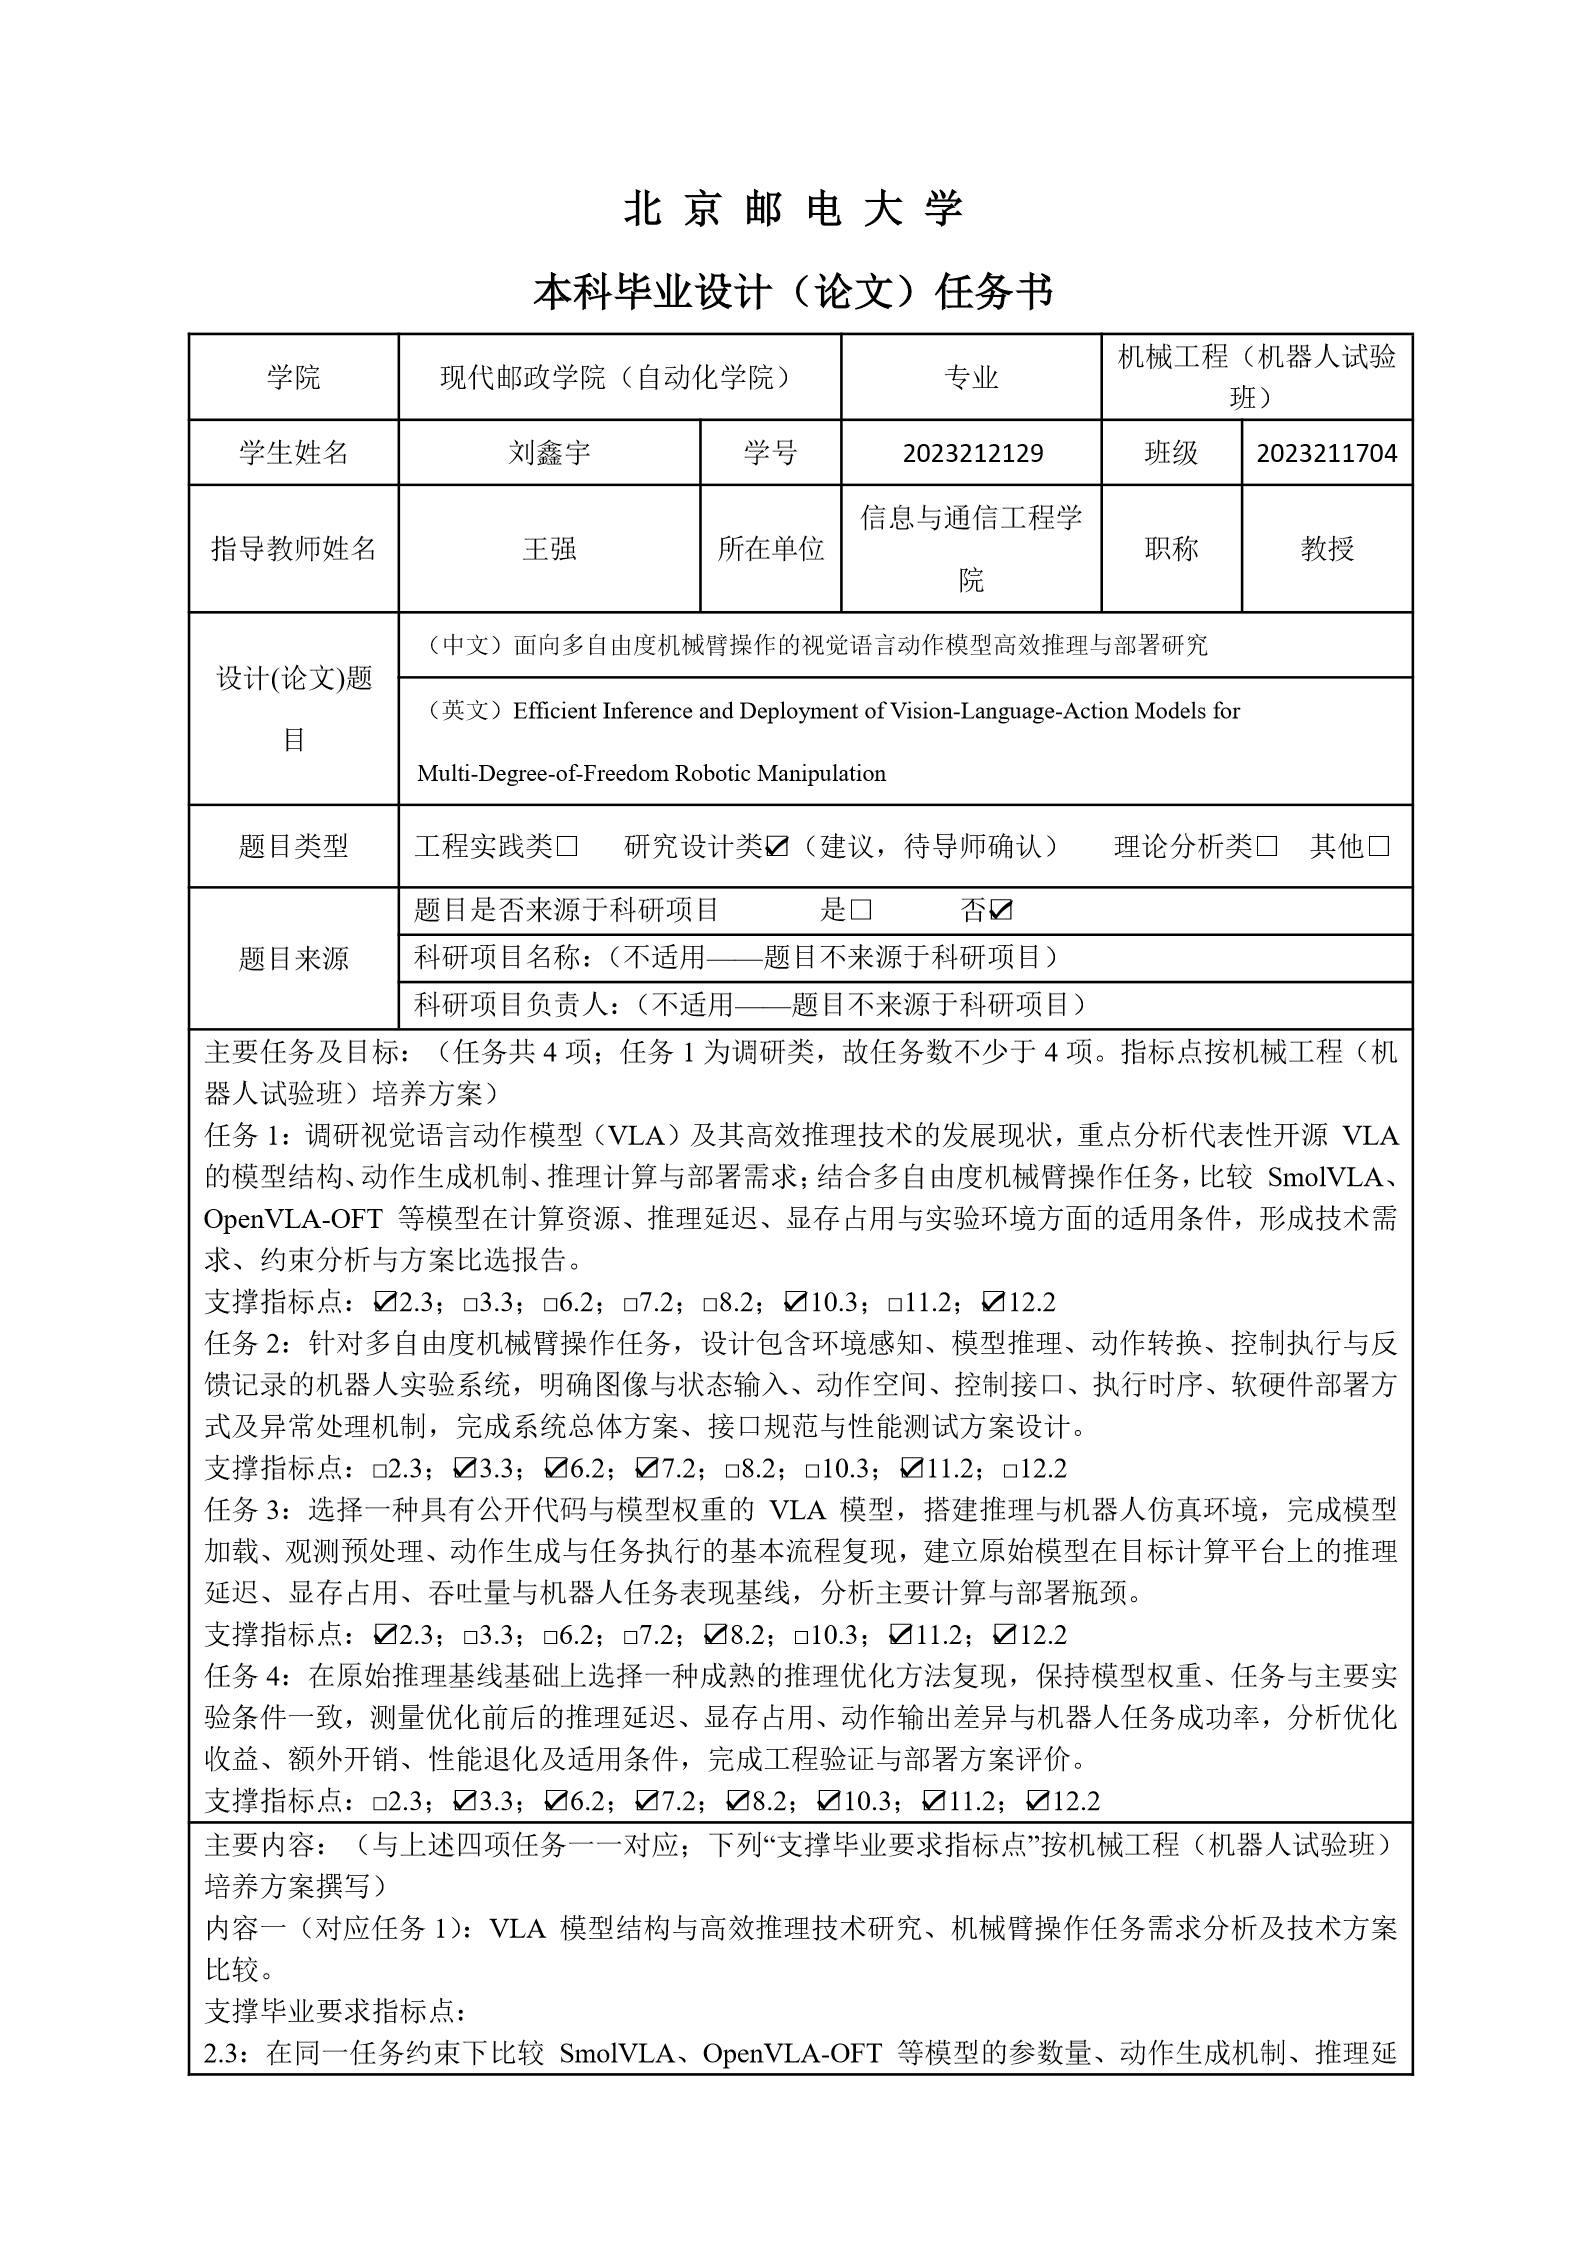 北 京 邮 电 大 学
本科毕业设计（论文）任务书
学院 现代邮政学院（自动化学院） 专业 机械工程（机器人试验
班）
学生姓名 刘鑫宇 学号 2023212129 班级 2023211704
指导教师姓名 王强 所在单位 信息与通信工程学
院 职称 教授
设计(论文)题
目
（中文）面向多自由度机械臂操作的视觉语言动作模型高效推理与部署研究
（英文）Efficient Inference and Deployment of Vision-Language-Action Models for
Multi-Degree-of-Freedom Robotic Manipulation
题目类型 工程实践类□ 研究设计类☑（建议，待导师确认） 理论分析类□ 其他□
题目来源
题目是否来源于科研项目 是□ 否☑
科研项目名称：（不适用——题目不来源于科研项目）
科研项目负责人：（不适用——题目不来源于科研项目）
主要任务及目标：（任务共 4 项；任务 1 为调研类，故任务数不少于 4 项。指标点按机械工程（机
器人试验班）培养方案）
任务 1：调研视觉语言动作模型（VLA）及其高效推理技术的发展现状，重点分析代表性开源 VLA
的模型结构、动作生成机制、推理计算与部署需求；结合多自由度机械臂操作任务，比较 SmolVLA、
OpenVLA-OFT 等模型在计算资源、推理延迟、显存占用与实验环境方面的适用条件，形成技术需
求、约束分析与方案比选报告。
支撑指标点：☑2.3；□3.3；□6.2；□7.2；□8.2；☑10.3；□11.2；☑12.2
任务 2：针对多自由度机械臂操作任务，设计包含环境感知、模型推理、动作转换、控制执行与反
馈记录的机器人实验系统，明确图像与状态输入、动作空间、控制接口、执行时序、软硬件部署方
式及异常处理机制，完成系统总体方案、接口规范与性能测试方案设计。
支撑指标点：□2.3；☑3.3；☑6.2；☑7.2；□8.2；□10.3；☑11.2；□12.2
任务 3：选择一种具有公开代码与模型权重的 VLA 模型，搭建推理与机器人仿真环境，完成模型
加载、观测预处理、动作生成与任务执行的基本流程复现，建立原始模型在目标计算平台上的推理
延迟、显存占用、吞吐量与机器人任务表现基线，分析主要计算与部署瓶颈。
支撑指标点：☑2.3；□3.3；□6.2；□7.2；☑8.2；□10.3；☑11.2；☑12.2
任务 4：在原始推理基线基础上选择一种成熟的推理优化方法复现，保持模型权重、任务与主要实
验条件一致，测量优化前后的推理延迟、显存占用、动作输出差异与机器人任务成功率，分析优化
收益、额外开销、性能退化及适用条件，完成工程验证与部署方案评价。
支撑指标点：□2.3；☑3.3；☑6.2；☑7.2；☑8.2；☑10.3；☑11.2；☑12.2
主要内容：（与上述四项任务一一对应；下列“支撑毕业要求指标点”按机械工程（机器人试验班）
培养方案撰写）
内容一（对应任务 1）：VLA 模型结构与高效推理技术研究、机械臂操作任务需求分析及技术方案
比较。
支撑毕业要求指标点：
2.3：在同一任务约束下比较 SmolVLA、OpenVLA-OFT 等模型的参数量、动作生成机制、推理延